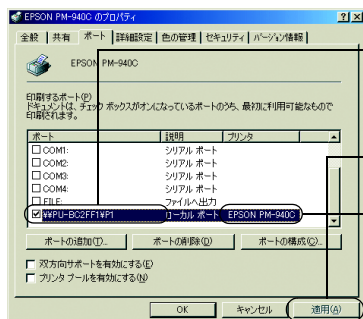 EPSON PM-940C のプロパティ
全般 共有 ポート 詳細設定 色の管理 セキュリティ バージョン情報
EPSON PM-940C
印刷するポート(P)
ドキュメントは、チェック ボックスがオンになっているポートのうち、最初に利用可能なもので
印刷されます。
ポート 説明 プリンタ
COM1: シリアル ポート
COM2: シリアル ポート
COM3: シリアル ポート
COM4: シリアル ポート
FILE: ファイルへ出力
¥¥PU-BC2FF1¥P1 ローカル ポート EPSON PM-940C
ポートの追加(T)... ポートの削除(D) ポートの構成(C)...
双方向サポートを有効にする(E)
プリンタ プールを有効にする(N)
OK キャンセル 適用(A)